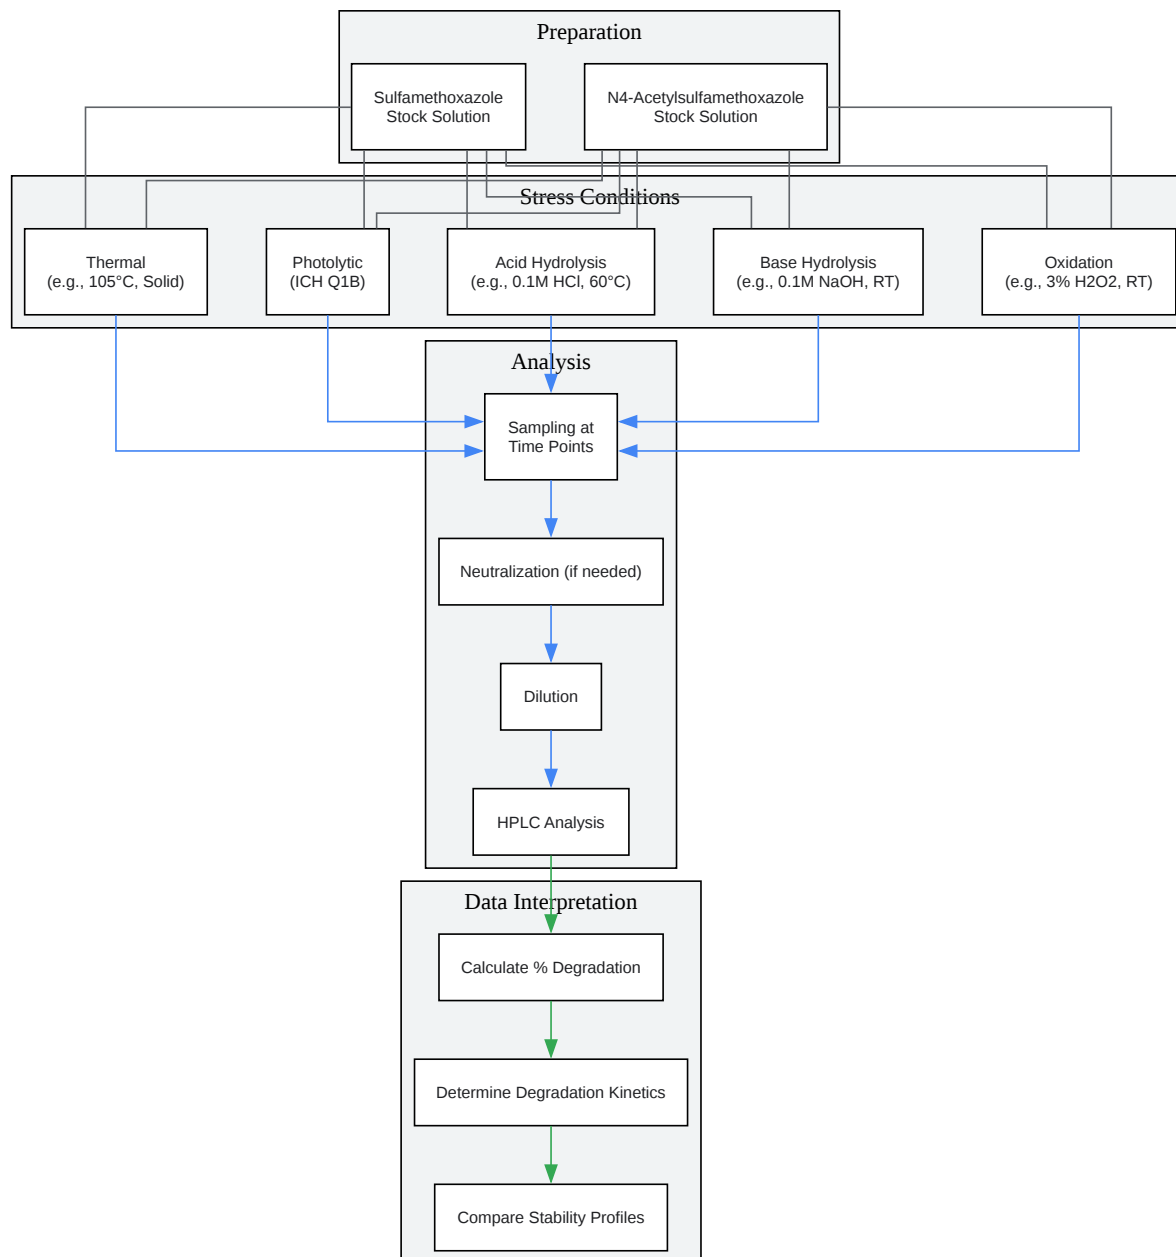 Preparation
Sulfamethoxazole
Stock Solution
N4-Acetylsulfamethoxazole
Stock Solution
Stress Conditions
Thermal
(e.g., 105°C, Solid)
Photolytic
(ICH Q1B)
Acid Hydrolysis
(e.g., 0.1M HCl, 60°C)
Base Hydrolysis
(e.g., 0.1M NaOH, RT)
Oxidation
(e.g., 3% H2O2, RT)
Analysis
Sampling at
Time Points
Neutralization (if needed)
Dilution
HPLC Analysis
Data Interpretation
Calculate % Degradation
Determine Degradation Kinetics
Compare Stability Profiles